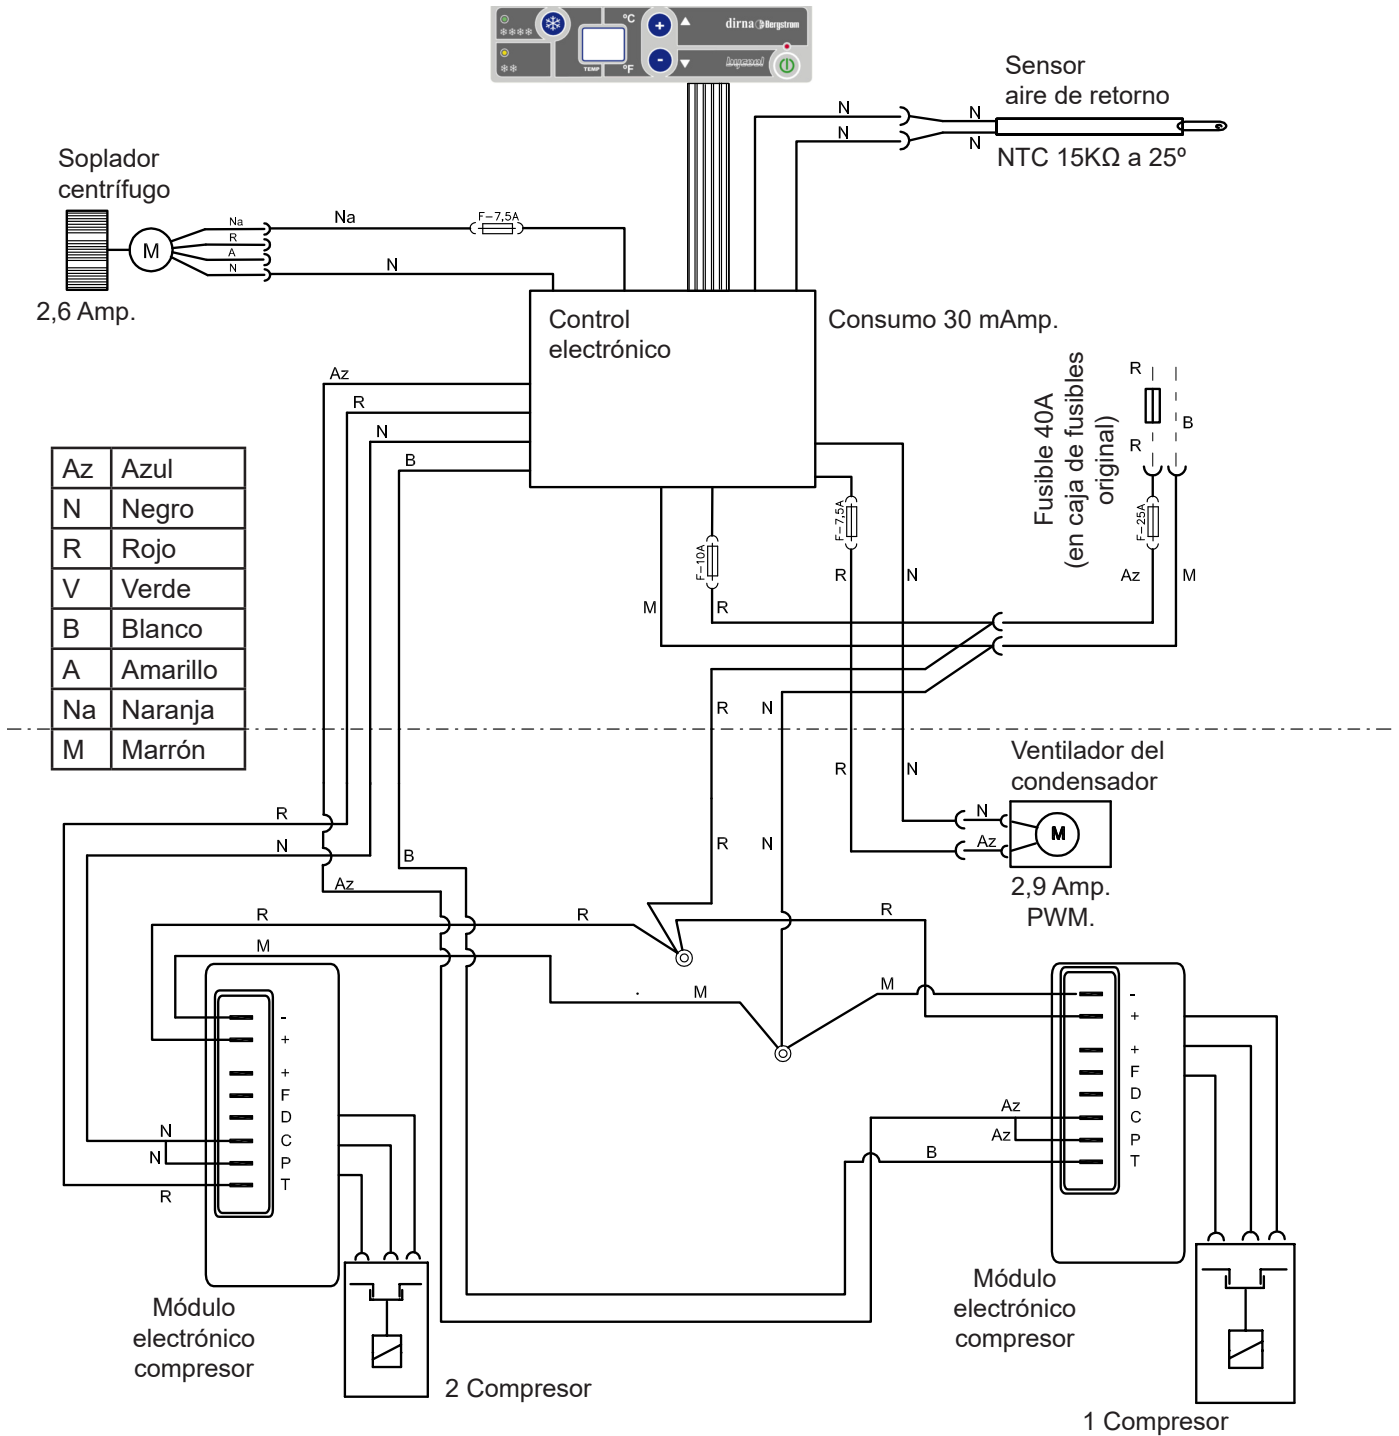 °C
dirna Bergstrom
TEMP
°F
Sensor
aire de retorno
NTC 15KΩ a 25º
N
N
N
N
Soplador
centrífugo
M
Na
R
A
N
Na
F-7,5A
N
2,6 Amp.
Control
electrónico
Consumo 30 mAmp.
Az
R
N
B
Fusible 40A
(en caja de fusibles
original)
R
B
R
F-25A
Az
M
F-7,5A
F-10A
R
N
M
R
Az Azul
N Negro
R Rojo
V Verde
B Blanco
A Amarillo
Na Naranja
M Marrón
R
N
R
N
Ventilador del
condensador
N
Az
M
2,9 Amp.
PWM.
R
N
B
Az
R
N
R
R
R
M
M
M
-
+
+
F
D
C
P
T
N
N
R
-
+
+
F
D
C
P
T
Az
Az
B
Módulo
electrónico
compresor
2 Compresor
Módulo
electrónico
compresor
1 Compresor